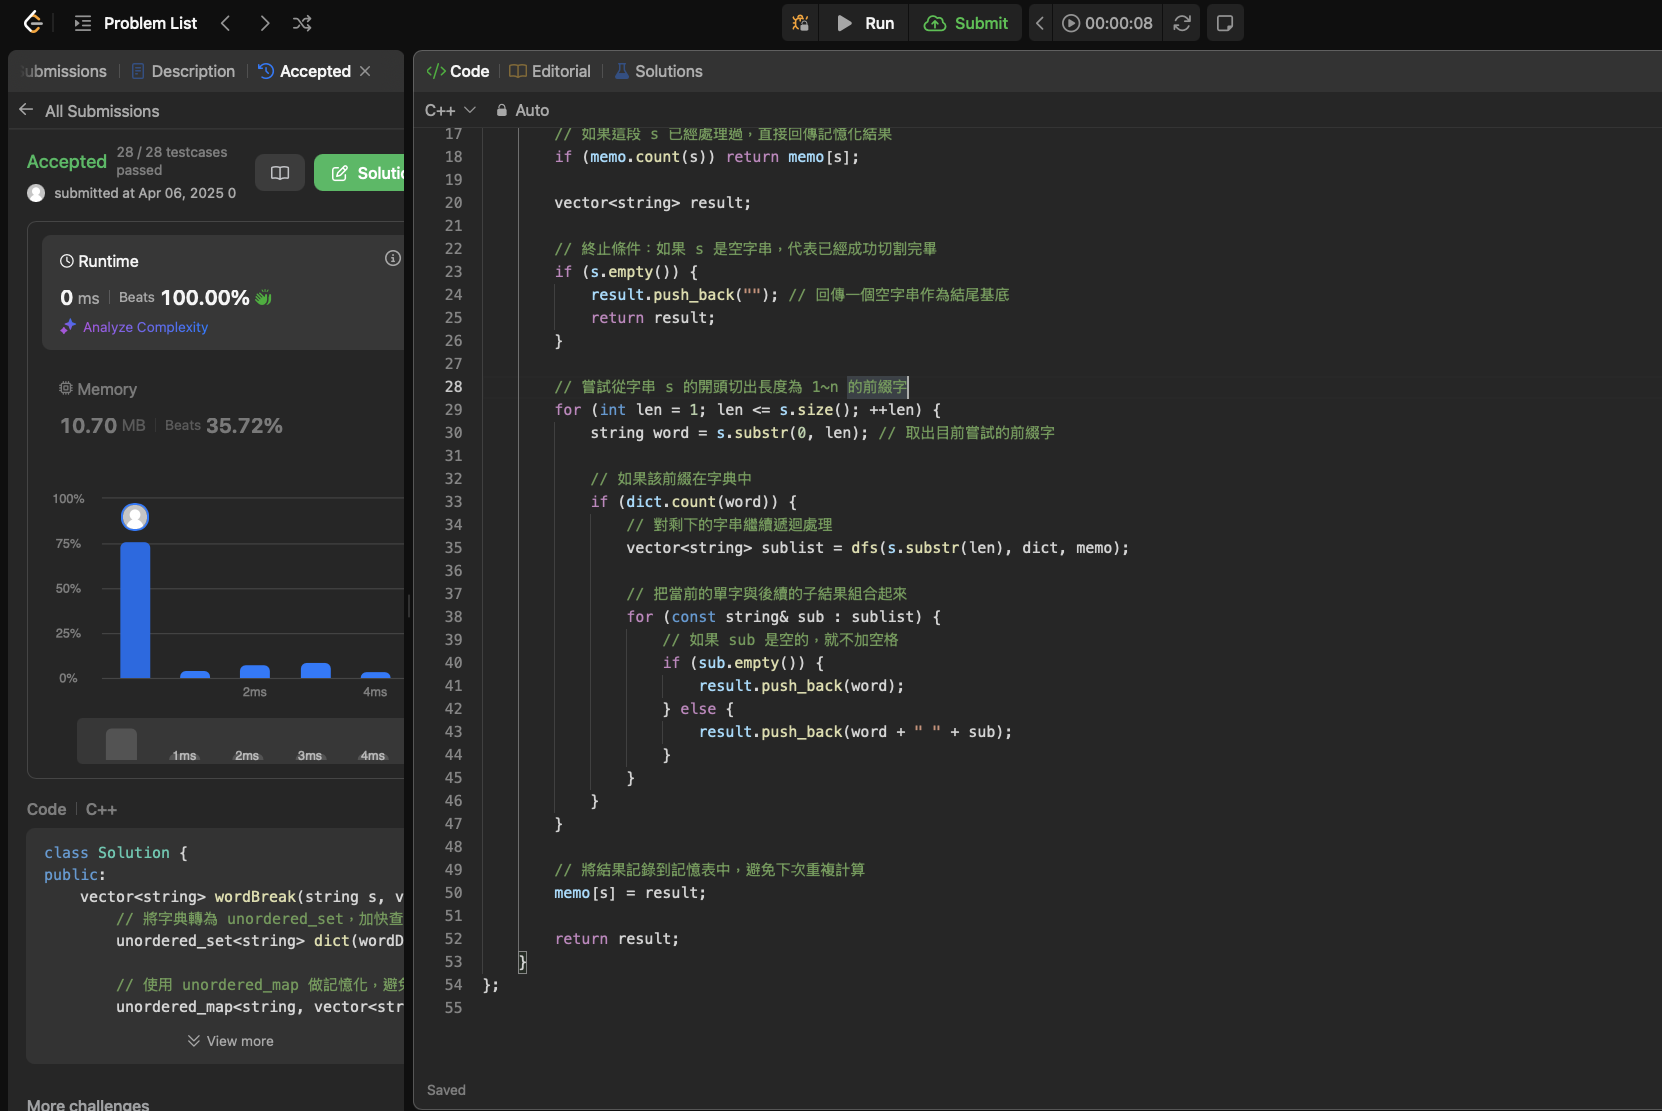 Problem List
Run
Submit
00:00:08
ubmissions
Description
Accepted
All Submissions
Accepted
28 / 28 testcases
passed
submitted at Apr 06, 2025 0
Solutio
Runtime
0 ms
Beats 100.00%
Analyze Complexity
Memory
10.70 MB
Beats 35.72%
100%
75%
50%
25%
0%
2ms
4ms
1ms
2ms
3ms
4ms
Code
C++
class Solution {
public:
vector<string> wordBreak(string s, v
// 將字典轉為 unordered_set，加快查
unordered_set<string> dict(wordD
// 使用 unordered_map 做記憶化，避免
unordered_map<string, vector<str
View more
More challenges
</> Code
Editorial
Solutions
C++
Auto
17 // 如果這段 s 已經處理過，直接回傳記憶化結果
18 if (memo.count(s)) return memo[s];
19
20 vector<string> result;
21
22 // 終止條件：如果 s 是空字串，代表已經成功切割完畢
23 if (s.empty()) {
24 result.push_back(""); // 回傳一個空字串作為結尾基底
25 return result;
26 }
27
28 // 嘗試從字串 s 的開頭切出長度為 1~n 的前綴字
29 for (int len = 1; len <= s.size(); ++len) {
30 string word = s.substr(0, len); // 取出目前嘗試的前綴字
31
32 // 如果該前綴在字典中
33 if (dict.count(word)) {
34 // 對剩下的字串繼續遞迴處理
35 vector<string> sublist = dfs(s.substr(len), dict, memo);
36
37 // 把當前的單字與後續的子結果組合起來
38 for (const string& sub : sublist) {
39 // 如果 sub 是空的，就不加空格
40 if (sub.empty()) {
41 result.push_back(word);
42 } else {
43 result.push_back(word + " " + sub);
44 }
45 }
46 }
47 }
48
49 // 將結果記錄到記憶表中，避免下次重複計算
50 memo[s] = result;
51
52 return result;
53 }
54 };
55
Saved